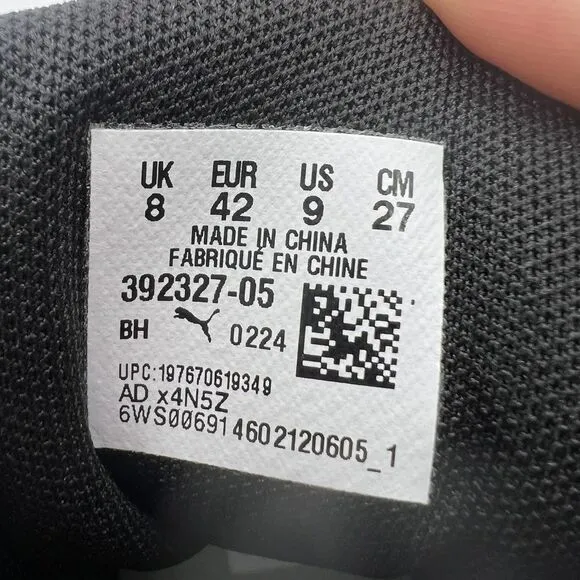 UK EUR US CM
8 42 9 27
MADE IN CHINA
FABRIQUÉ EN CHINE
392327-05
BH 0224
UPC:197670619349
AD x4N5Z
6WS006914602120605_1